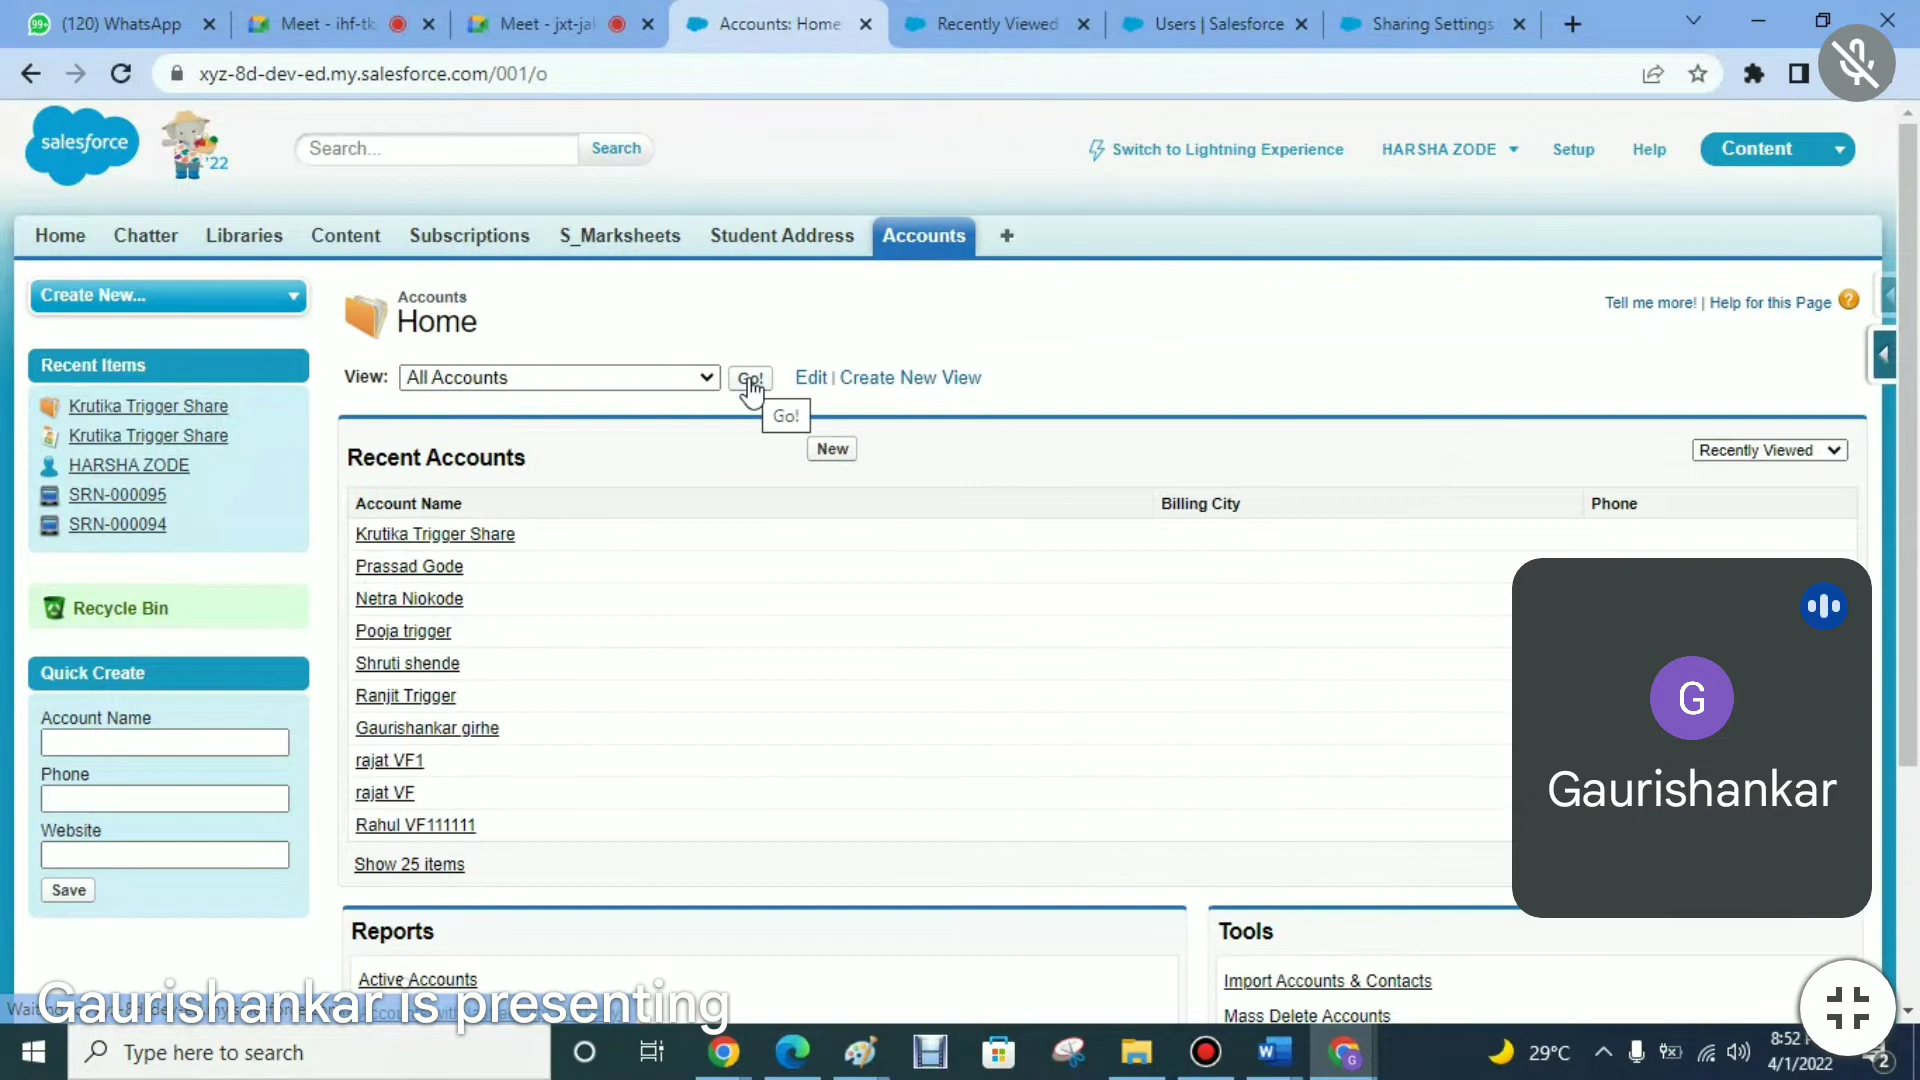 (120) WhatsApp
Meet - ihf-tk
Meet - jxt-jal
Accounts: Home
Recently Viewed
Users | Salesforce
Sharing Settings
xyz-8d-dev-ed.my.salesforce.com/001/o
salesforce
'22
Search...
Search
Switch to Lightning Experience
HARSHA ZODE
Setup
Help
Content
Home
Chatter
Libraries
Content
Subscriptions
S_Marksheets
Student Address
Accounts
+
Create New...
Accounts
Home
Tell me more! | Help for this Page
View:
All Accounts
Go!
Edit | Create New View
Go!
Recent Items
Krutika Trigger Share
Krutika Trigger Share
HARSHA ZODE
SRN-000095
SRN-000094
Recycle Bin
Quick Create
Account Name
Phone
Website
Save
Recent Accounts
New
Recently Viewed
Account Name
Billing City
Phone
Krutika Trigger Share
Prassad Gode
Netra Niokode
Pooja trigger
Shruti shende
Ranjit Trigger
Gaurishankar girhe
rajat VF1
rajat VF
Rahul VF111111
Show 25 items
G
Gaurishankar
Reports
Active Accounts
Tools
Import Accounts & Contacts
Mass Delete Accounts
Gaurishankar is presenting
Type here to search
29°C
8:52
4/1/2022
2